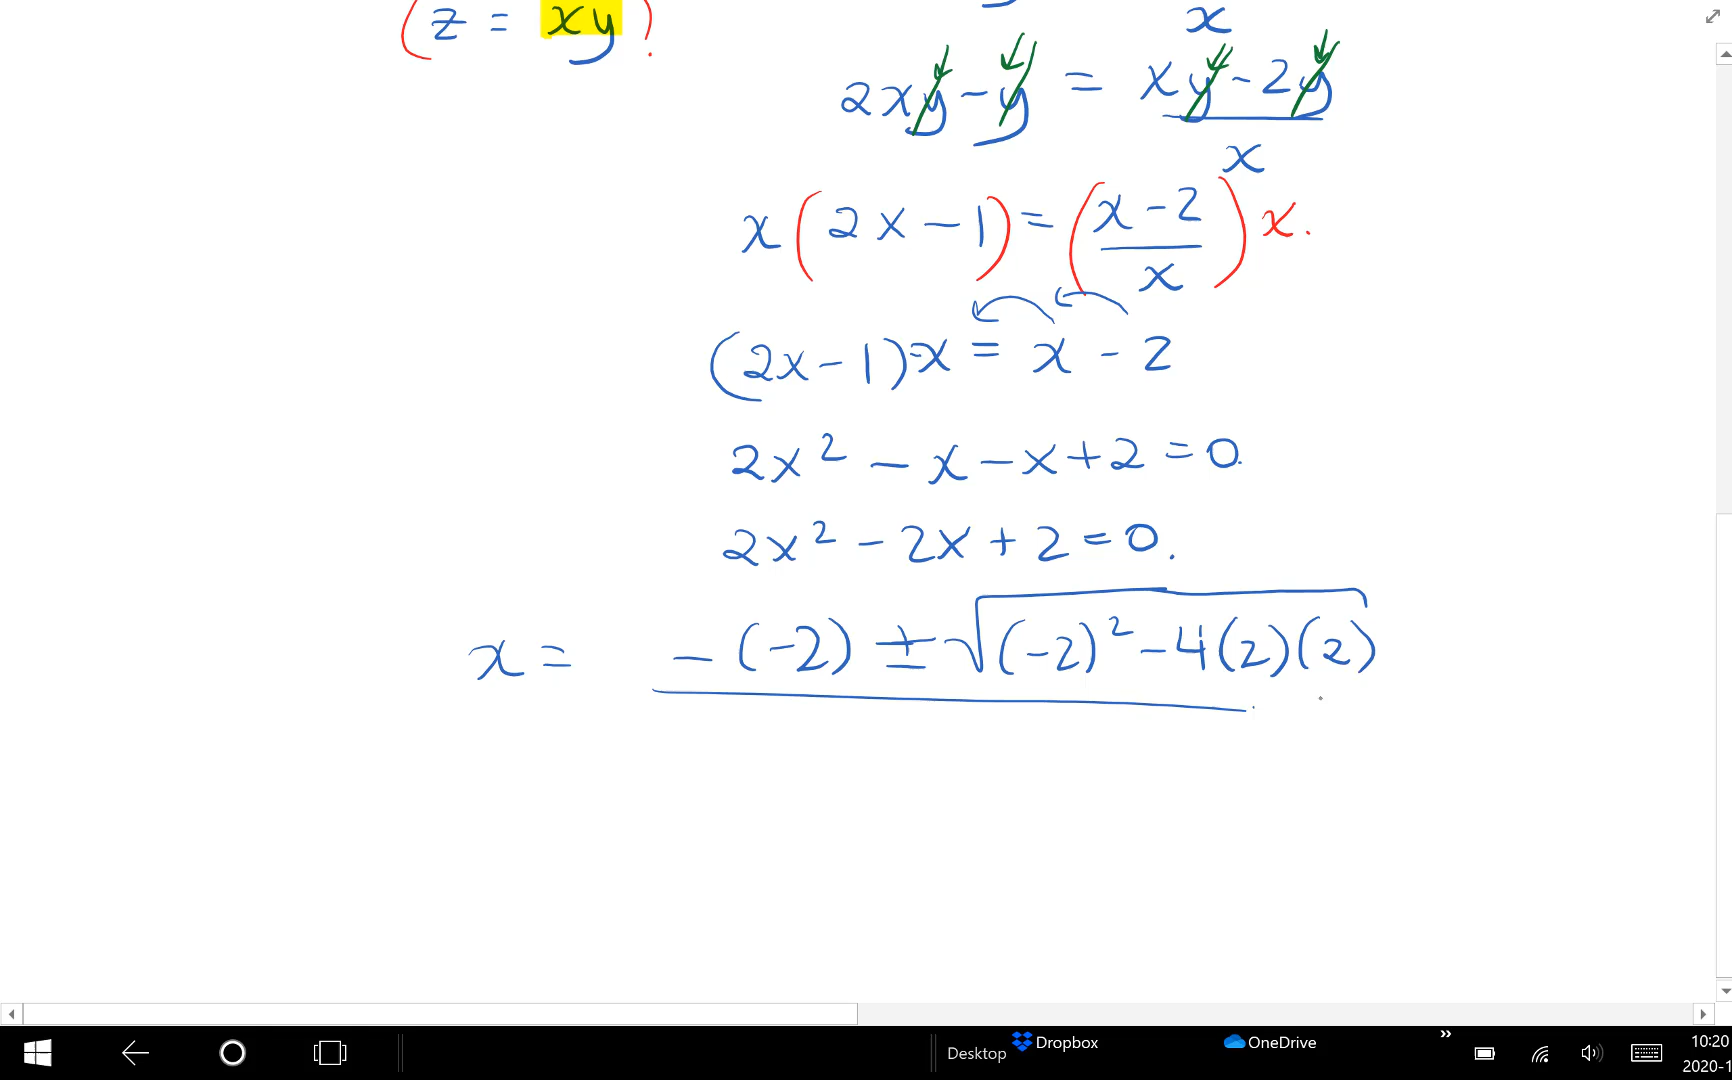 (z = xy!
x
2xy - y = xy - 2y
x
x(2x - 1) = (x - 2)x.
x
(2x - 1)·x = x - 2
2x² - x - x + 2 = 0.
2x² - 2x + 2 = 0.
x = -(-2) ± √(-2)² - 4(2)(2)
Desktop
Dropbox
OneDrive
»
10:20
2020-1